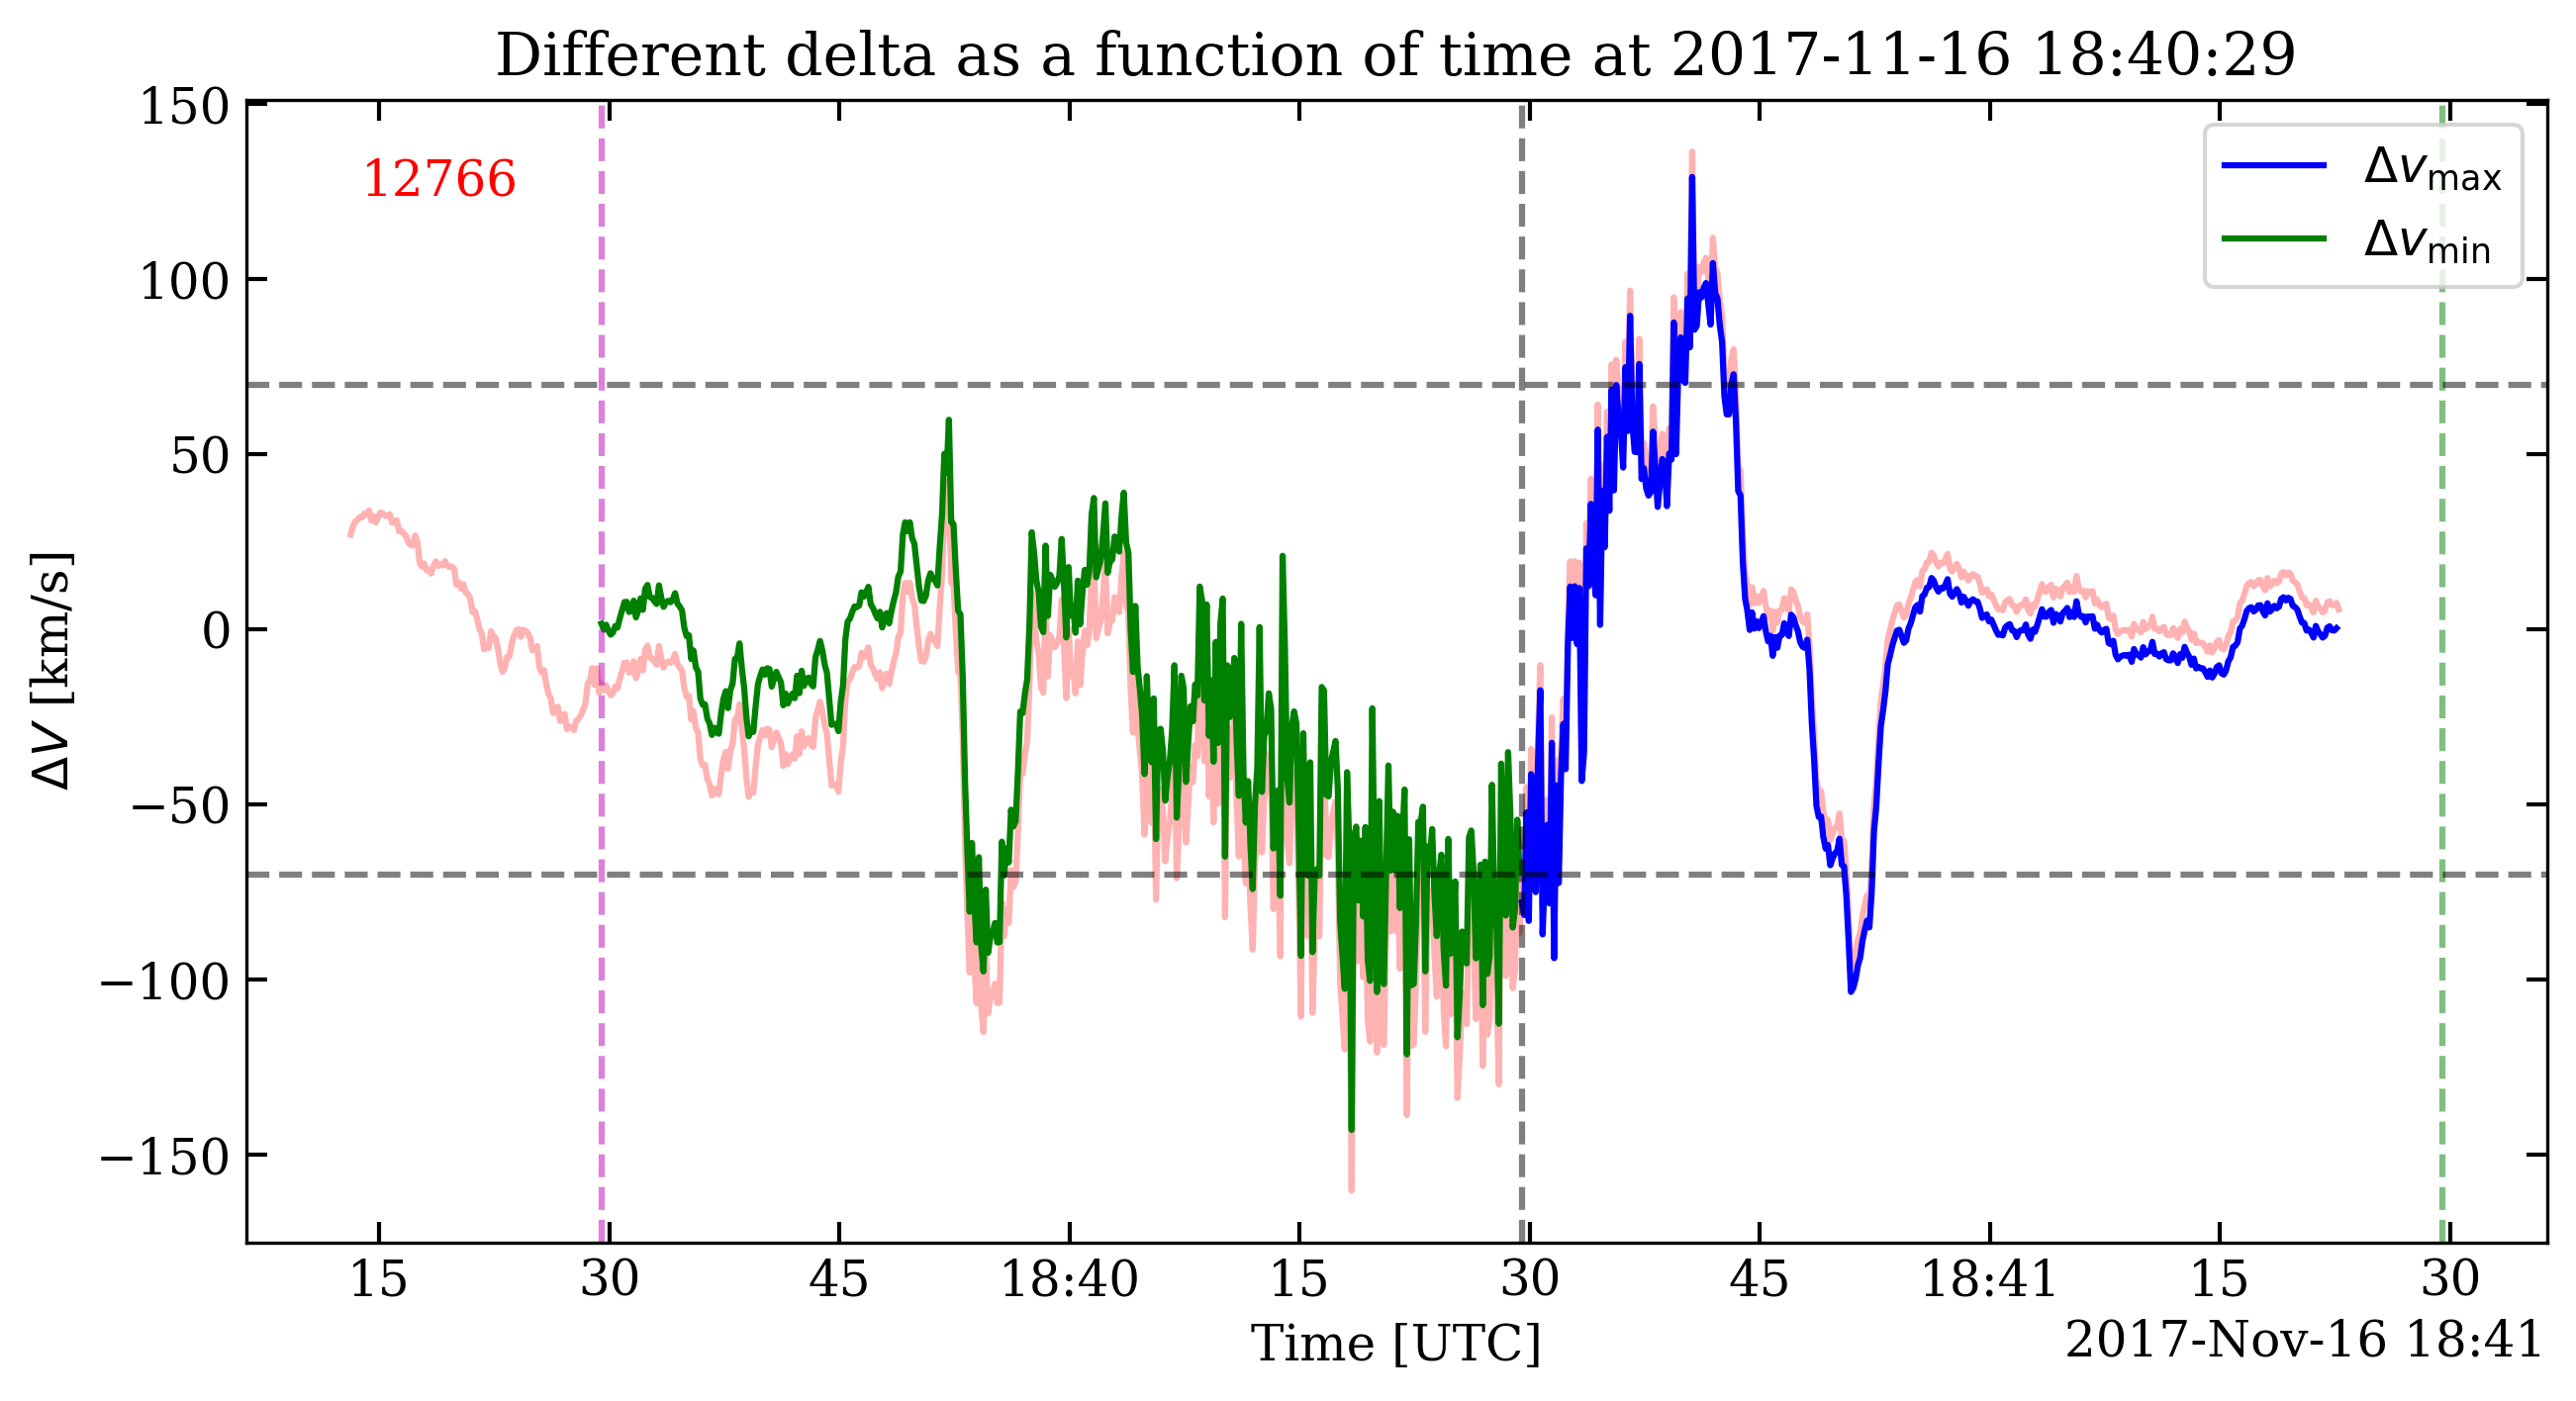 Different delta as a function of time at 2017-11-16 18:40:29
12766
Δv_max
Δv_min
ΔV [km/s]
150
100
50
0
−50
−100
−150
15 30 45 18:40 15 30 45 18:41 15 30
Time [UTC]
2017-Nov-16 18:41